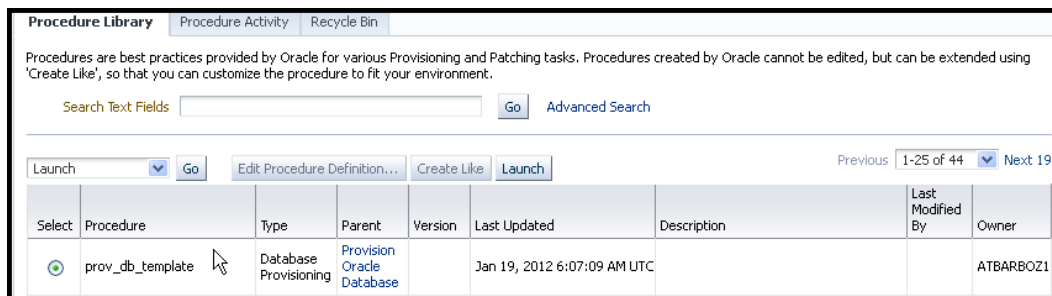 Procedure Library Procedure Activity Recycle Bin
Procedures are best practices provided by Oracle for various Provisioning and Patching tasks. Procedures created by Oracle cannot be edited, but can be extended using
'Create Like', so that you can customize the procedure to fit your environment.
Search Text Fields Go Advanced Search
Launch Go Edit Procedure Definition... Create Like Launch Previous 1-25 of 44 Next 19
Select Procedure Type Parent Version Last Updated Description Last Modified By Owner
prov_db_template Database Provisioning Provision Oracle Database Jan 19, 2012 6:07:09 AM UTC ATBARBOZ1